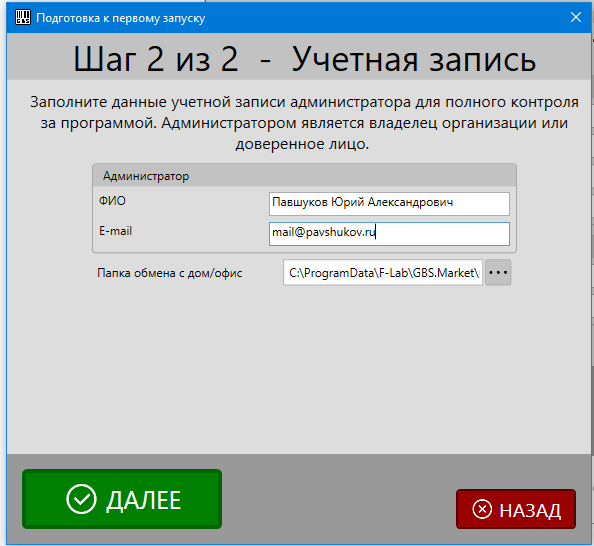 GBS
Подготовка к первому запуску
Шаг 2 из 2 - Учетная запись
Заполните данные учетной записи администратора для полного контроля
за программой. Администратором является владелец организации или
доверенное лицо.
Администратор
ФИО Павшуков Юрий Александрович
E-mail mail@pavshukov.ru
Папка обмена с дом/офис C:\ProgramData\F-Lab\GBS.Market\
ДАЛЕЕ
НАЗАД